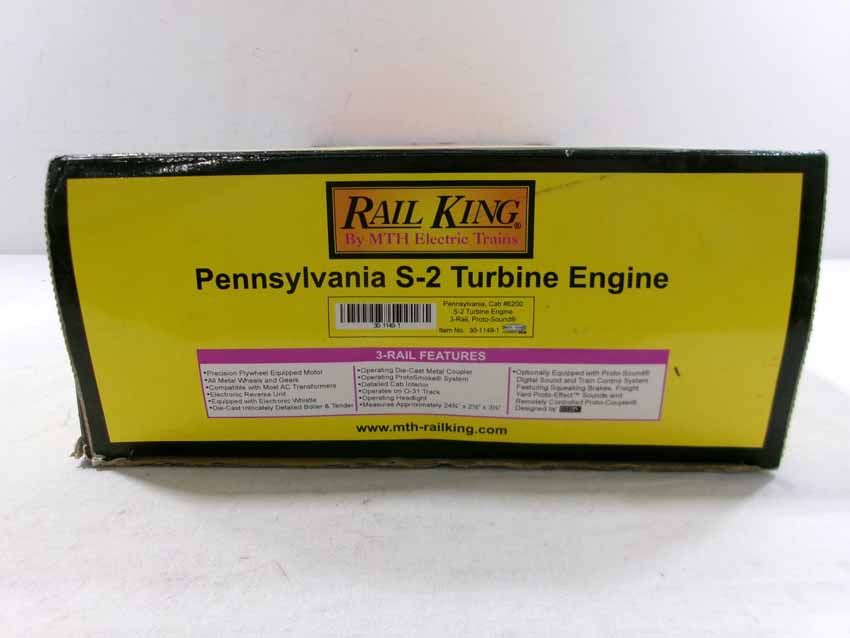 RAIL KING®
By MTH Electric Trains
Pennsylvania S-2 Turbine Engine
30-1149-1
Pennsylvania, Cab #6200
S-2 Turbine Engine
3-Rail, Proto-Sound®
Item No. 30-1149-1
3-RAIL FEATURES
•Precision Flywheel Equipped Motor
•All Metal Wheels and Gears
•Compatible with Most AC Transformers
•Electronic Reverse Unit
•Equipped with Electronic Whistle
•Die-Cast Intricately Detailed Boiler & Tender
•Operating Die-Cast Metal Coupler
•Operating ProtoSmoke® System
•Detailed Cab Interior
•Operates on O-31 Track
•Operating Headlight
•Measures Approximately
•Optionally Equipped with Proto-Sound®
Digital Sound and Train Control System
Featuring Squeaking Brakes, Freight
Yard Proto-Effect™ Sounds and
Remotely Controlled Proto-Coupler®.
Designed by
www.mth-railking.com